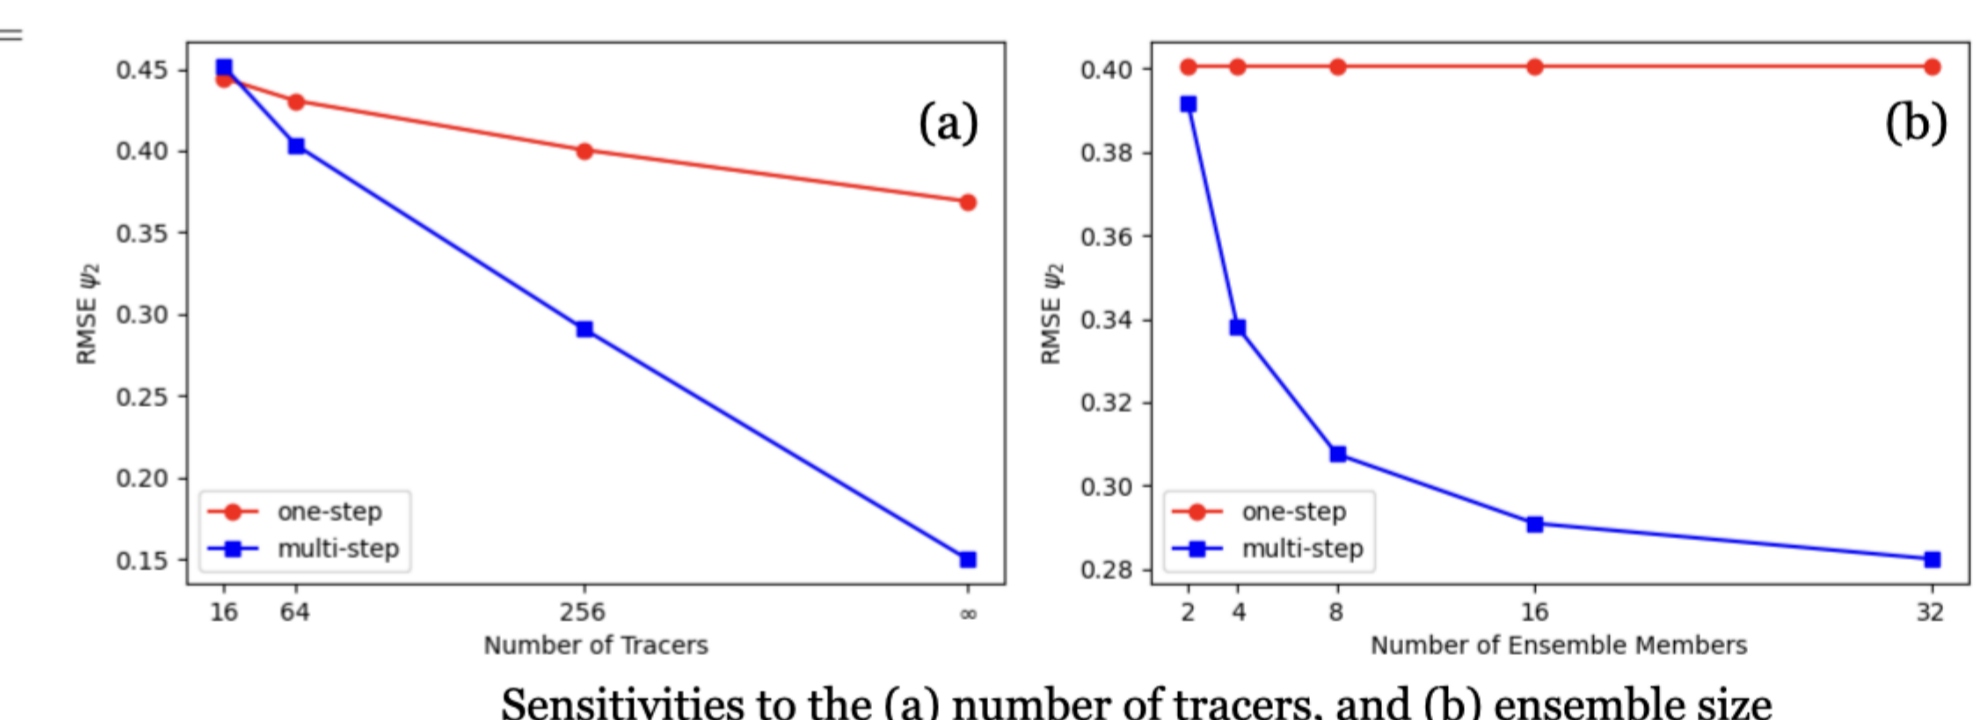 =
0.45
0.40
0.35
0.30
0.25
0.20
0.15
RMSE ψ₂
(a)
one-step
multi-step
16 64 256 ∞
Number of Tracers
0.40
0.38
0.36
0.34
0.32
0.30
0.28
RMSE ψ₂
(b)
one-step
multi-step
2 4 8 16 32
Number of Ensemble Members
Sensitivities to the (a) number of tracers, and (b) ensemble size